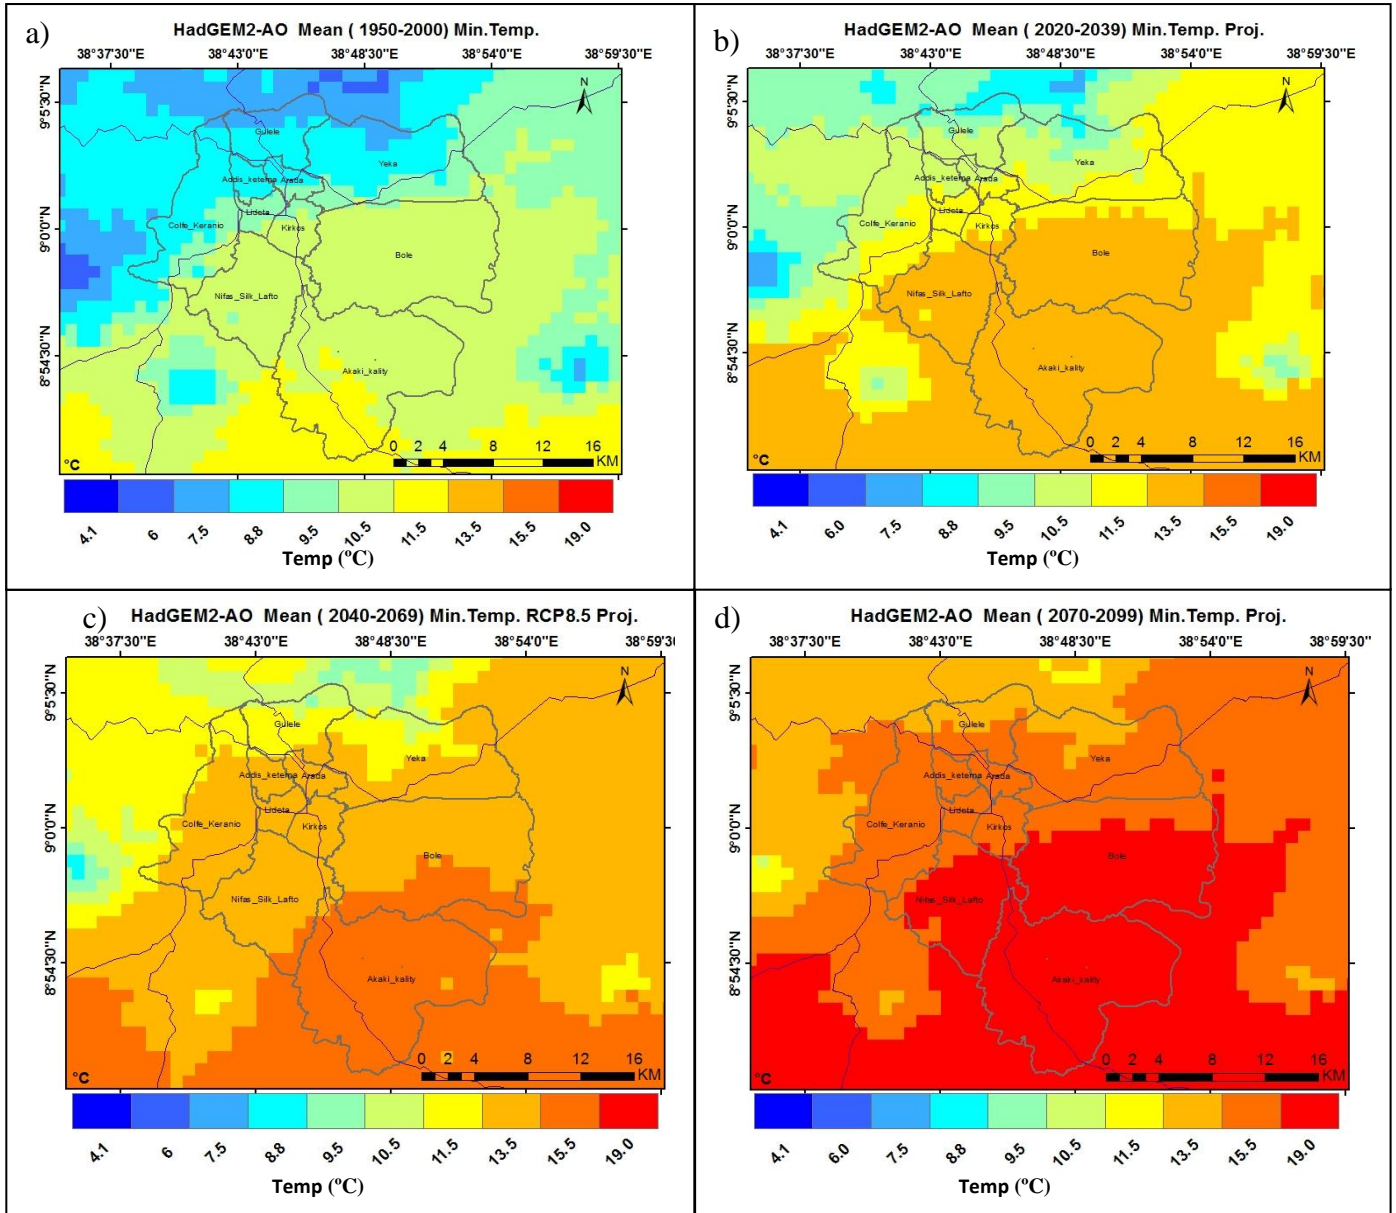 a)
HadGEM2-AO Mean ( 1950-2000) Min.Temp.
38°37'30"E 38°43'0"E 38°48'30"E 38°54'0"E 38°59'30"E
N
9°5'30"N
9°0'0"N
8°54'30"N
Gulele
Yeka
Addis_ketema Arada
Lideta
Colfe_Keranio
Kirkos
Bole
Nifas_Silk_Lafto
Akaki_kality
0 2 4 8 12 16
KM
°C
4.1 6 7.5 8.8 9.5 10.5 11.5 13.5 15.5 19.0
Temp (ºC)
b)
HadGEM2-AO Mean ( 2020-2039) Min.Temp. Proj.
38°37'30"E 38°43'0"E 38°48'30"E 38°54'0"E 38°59'30"E
N
9°5'30"N
9°0'0"N
8°54'30"N
Gulele
Yeka
Addis_ketema Arada
Lideta
Colfe_Keranio
Kirkos
Bole
Nifas_Silk_Lafto
Akaki_kality
0 2 4 8 12 16
KM
°C
4.1 6.0 7.5 8.8 9.5 10.5 11.5 13.5 15.5 19.0
Temp (ºC)
c)
HadGEM2-AO Mean ( 2040-2069) Min.Temp. RCP8.5 Proj.
38°37'30"E 38°43'0"E 38°48'30"E 38°54'0"E 38°59'30"
N
9°5'30"N
9°0'0"N
8°54'30"N
Gulele
Yeka
Addis_ketema Arada
Lideta
Colfe_Keranio
Kirkos
Bole
Nifas_Silk_Lafto
Akaki_kality
0 2 4 8 12 16
KM
°C
4.1 6 7.5 8.8 9.5 10.5 11.5 13.5 15.5 19.0
Temp (ºC)
d)
HadGEM2-AO Mean ( 2070-2099) Min.Temp. Proj.
38°37'30"E 38°43'0"E 38°48'30"E 38°54'0"E 38°59'30"
N
9°5'30"N
9°0'0"N
8°54'30"N
Gulele
Yeka
Addis_ketema Arada
Lideta
Colfe_Keranio
Kirkos
Bole
Nifas_Silk_Lafto
Akaki_kality
0 2 4 8 12 16
KM
°C
4.1 6.0 7.5 8.8 9.5 10.5 11.5 13.5 15.5 19.0
Temp (ºC)